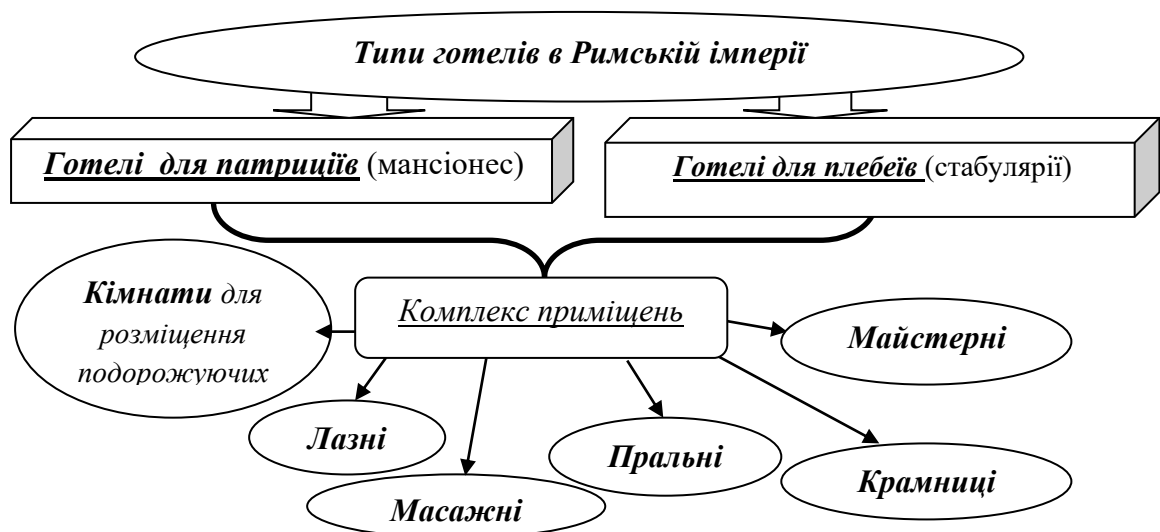 Типи готелів в Римській імперії
Готелі для патриціїв (мансіонес)
Готелі для плебеїв (стабулярії)
Кімнати для
розміщення
подорожуючих
Комплекс приміщень
Майстерні
Лазні
Масажні
Пральні
Крамниці